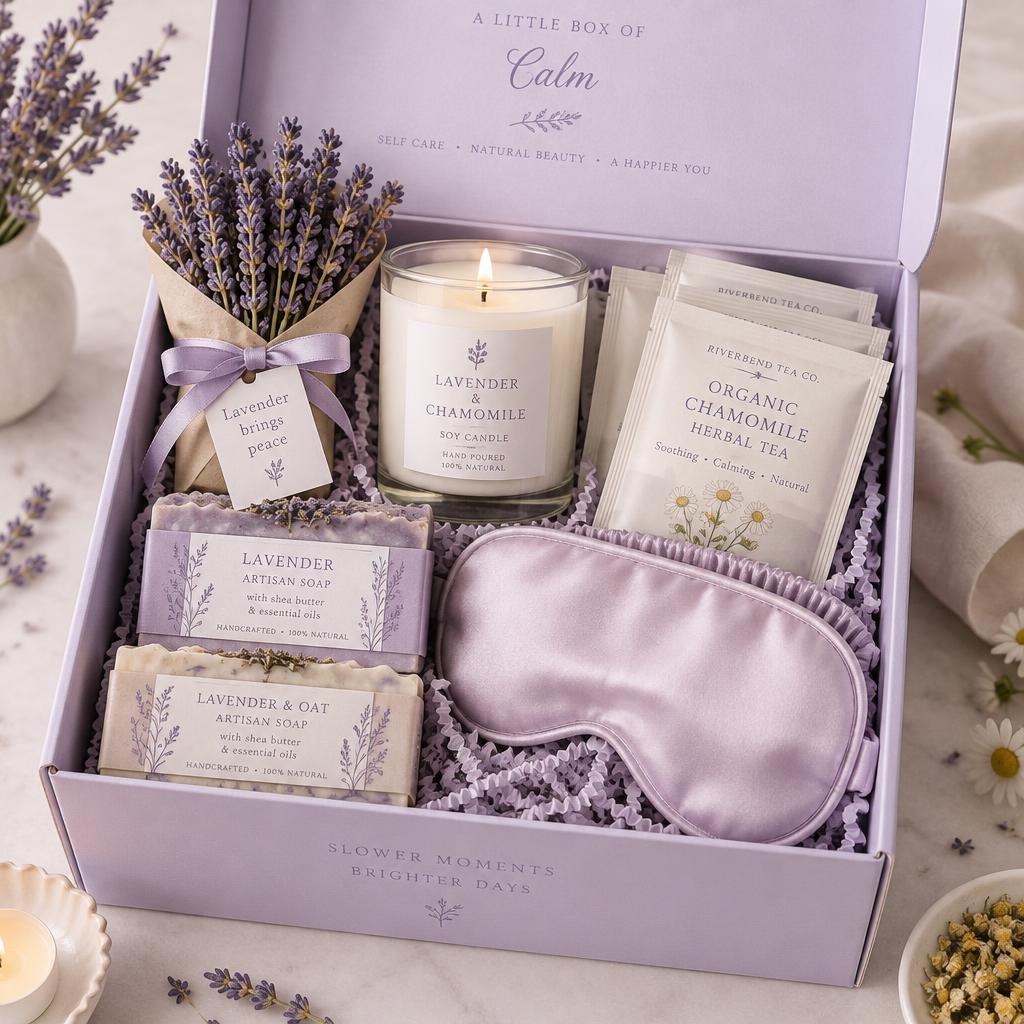 A LITTLE BOX OF
Calm
SELF CARE • NATURAL BEAUTY • A HAPPIER YOU
Lavender
brings
peace
LAVENDER
&
CHAMOMILE
SOY CANDLE
HAND POURED
100% NATURAL
RIVERBEND TEA CO.
RIVERBEND TEA CO.
ORGANIC
CHAMOMILE
HERBAL TEA
Soothing • Calming • Natural
LAVENDER
ARTISAN SOAP
with shea butter
& essential oils
HANDCRAFTED • 100% NATURAL
LAVENDER & OAT
ARTISAN SOAP
with shea butter
& essential oils
HANDCRAFTED • 100% NATURAL
SLOWER MOMENTS
BRIGHTER DAYS